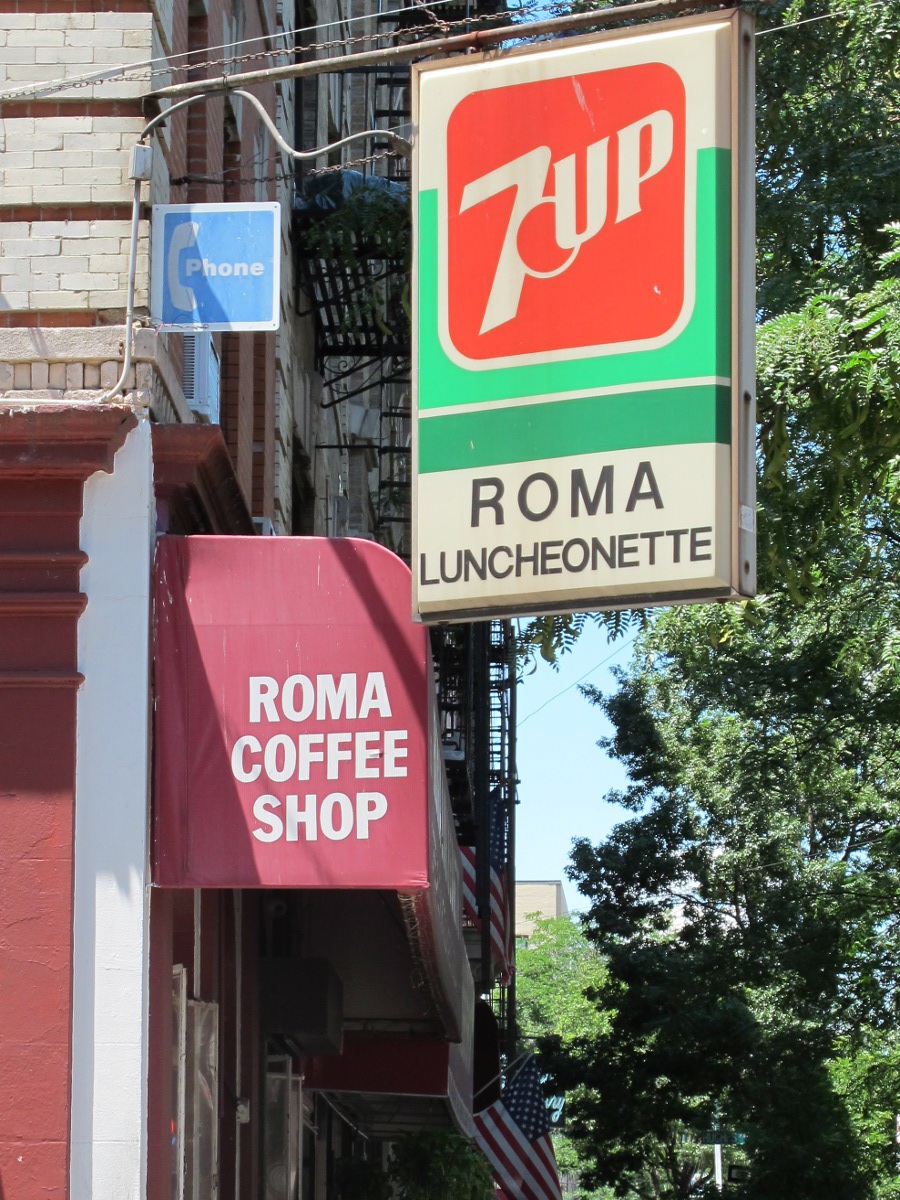 7UP
Phone
ROMA
LUNCHEONETTE
ROMA
COFFEE
SHOP